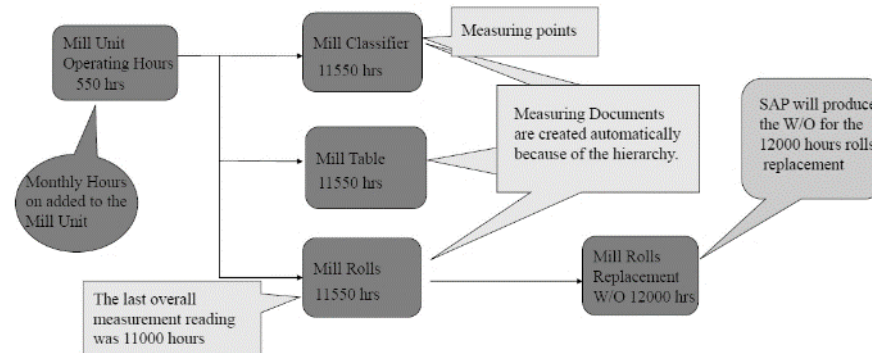 Mill Unit
Operating Hours
550 hrs
Mill Classifier
11550 hrs
Measuring points
Monthly Hours
on added to the
Mill Unit
Mill Table
11550 hrs
Measuring Documents
are created automatically
because of the hierarchy.
SAP will produce
the W/O for the
12000 hours rolls
replacement
Mill Rolls
11550 hrs
Mill Rolls
Replacement
W/O 12000 hrs
The last overall
measurement reading
was 11000 hours